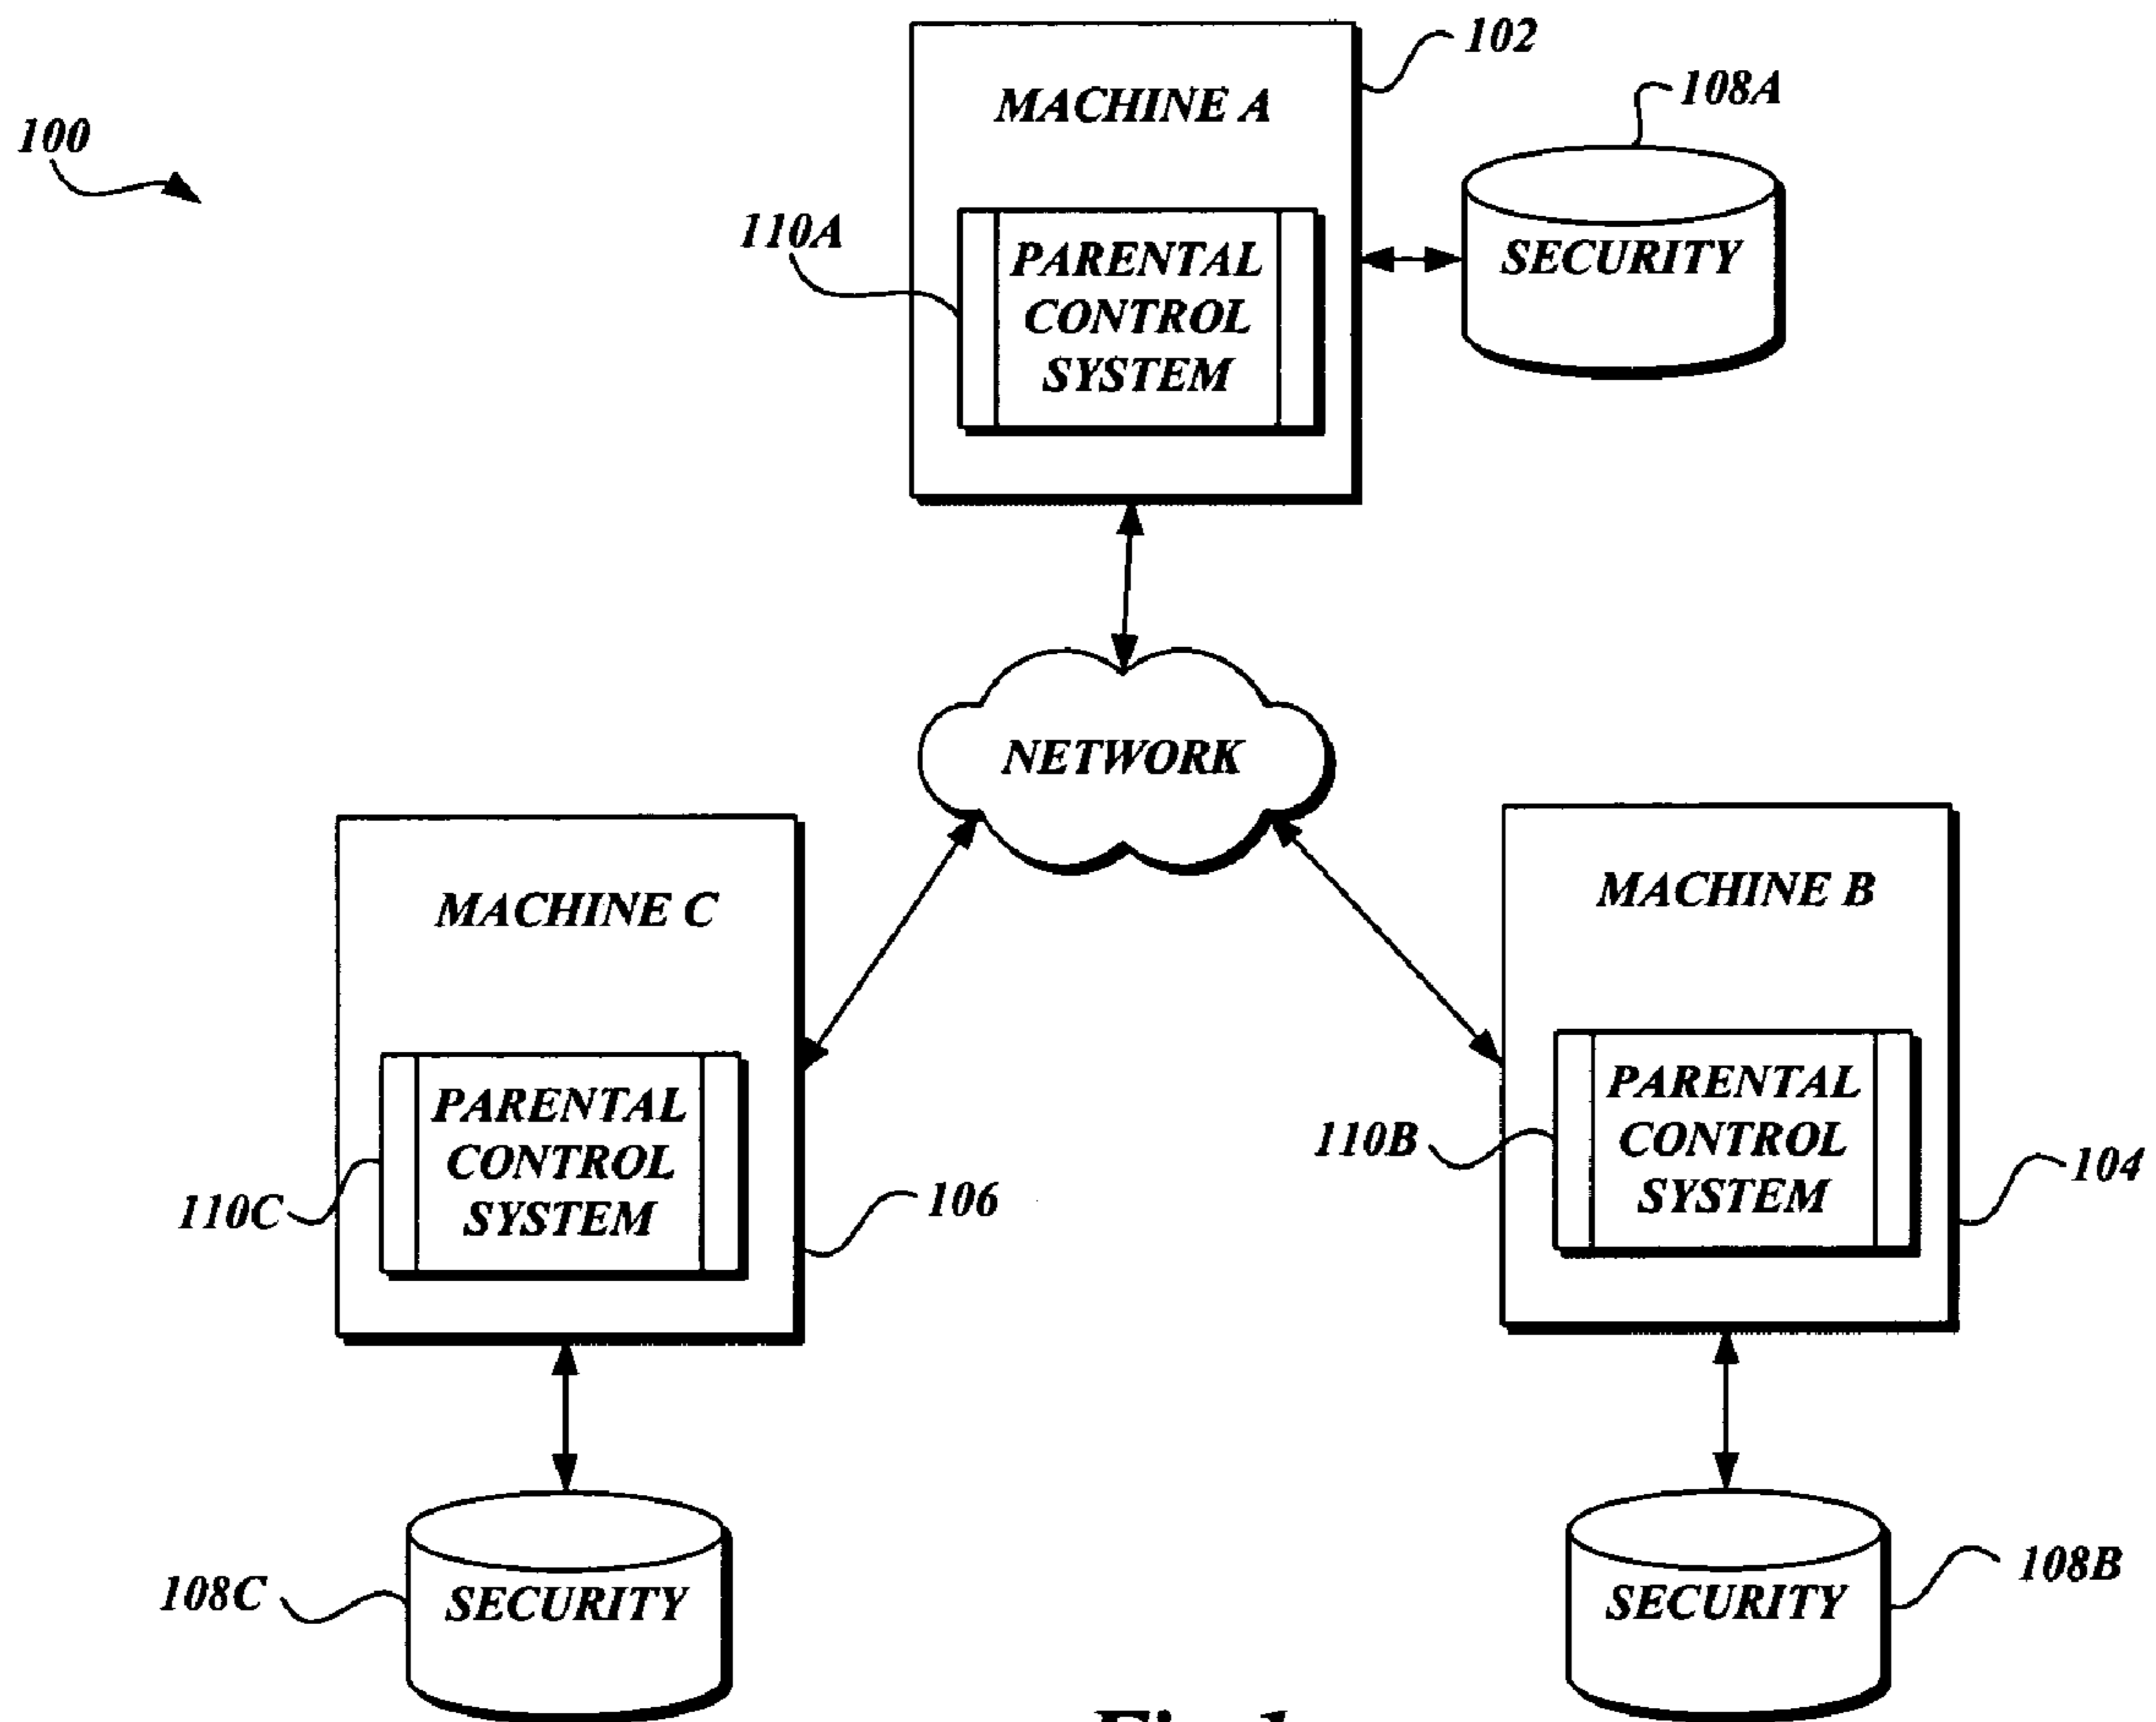 100
102
MACHINE A
108A
110A
PARENTAL
CONTROL
SYSTEM
SECURITY
NETWORK
MACHINE C
MACHINE B
PARENTAL
CONTROL
SYSTEM
110C
106
PARENTAL
CONTROL
SYSTEM
110B
104
108C
SECURITY
SECURITY
108B